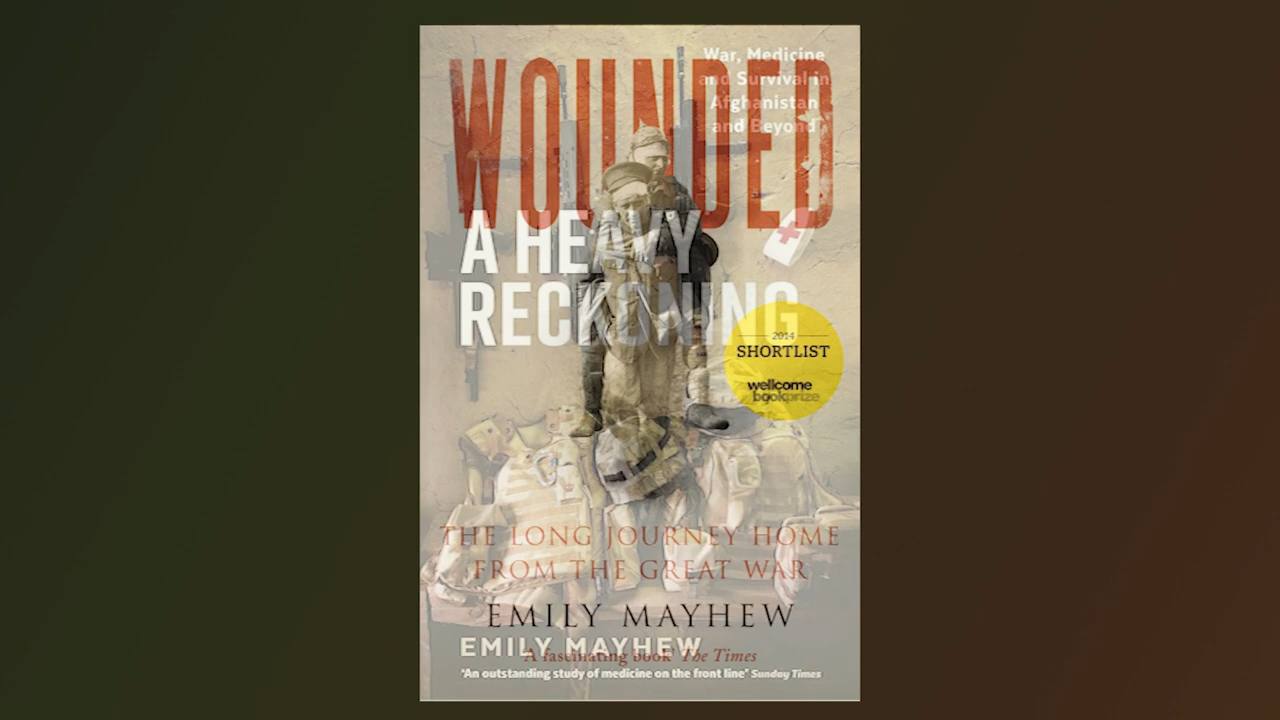 War, Medicine
and Survival in
Afghanistan
and Beyond
WOUNDED
A HEAVY
RECKONING
2014
SHORTLIST
wellcome
bookprize
THE LONG JOURNEY HOME
FROM THE GREAT WAR
EMILY MAYHEW
EMILY MAYHEW
'A fascinating book' The Times
'An outstanding study of medicine on the front line' Sunday Times